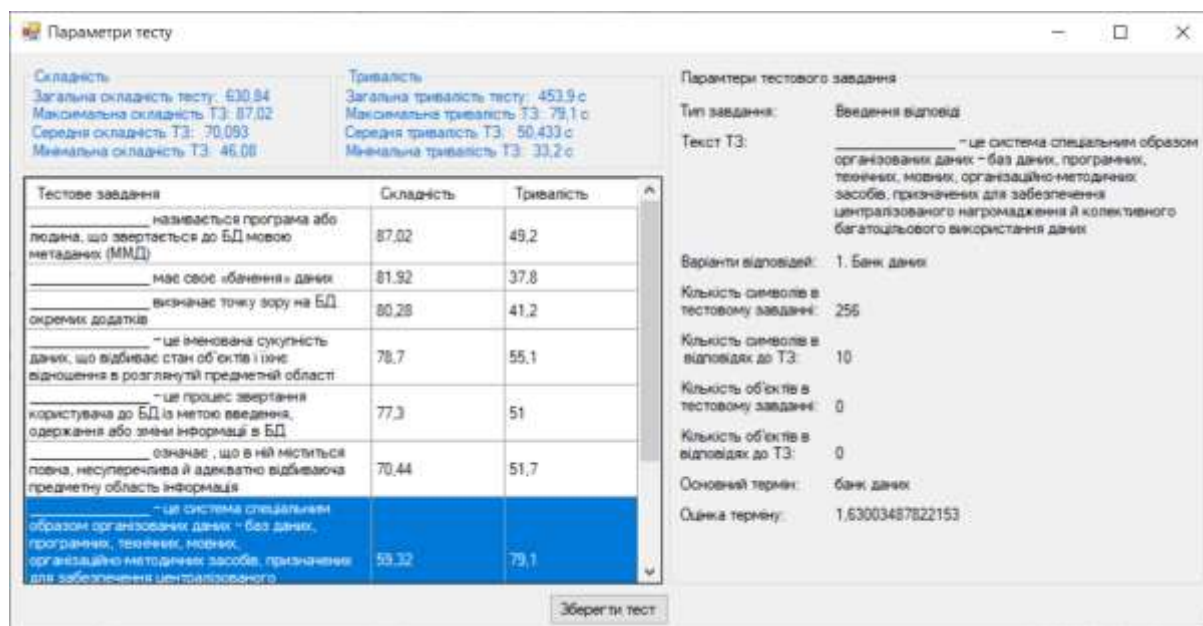 Параметри тесту
Складність
Загальна складність тесту: 630,84
Максимальна складність ТЗ: 87,02
Середня складність ТЗ: 70,093
Мінімальна складність ТЗ: 46,08
Тривалість
Загальна тривалість тесту: 453,9 с
Максимальна тривалість ТЗ: 79,1 с
Середня тривалість ТЗ: 50,433 с
Мінімальна тривалість ТЗ: 33,2 с
Тестове завдання Складність Тривалість
______________ називається програма або
людина, що звертається до БД мовою
метаданих (ММД)
87,02 49,2
______________ має своє «бачення» даних 81,92 37,8
______________ визначає точку зору на БД
окремих додатків
80,28 41,2
______________ – це іменована сукупність
даних, що відбиває стан об`єктів і їхнє
відношення в розглянутій предметній області
78,7 55,1
______________ – це процес звертання
користувача до БД із метою введення,
одержання або зміни інформації в БД
77,3 51
______________ означає , що в ній міститься
повна, несуперечлива й адекватно відбиваюча
предметну область інформація
70,44 51,7
______________ – це система спеціальним
образом організованих даних – баз даних,
програмних, технічних, мовних,
організаційно-методичних засобів, призначених
для забезпечення централізованого
59,32 79,1
Парамтери тестового завдання
Тип завдання: Введення відповіді
Текст ТЗ: ______________ – це система спеціальним образом
організованих даних – баз даних, програмних,
технічних, мовних, організаційно-методичних
засобів, призначених для забезпечення
централізованого нагромадження й колективного
багатоцільового використання даних
Варіанти відповідей: 1. Банк даних
Кількість символів в
тестовому завданні: 256
Кількість символів в
відповідях до ТЗ: 10
Кількість об'єктів в
тестовому завданні: 0
Кількість об'єктів в
відповідях до ТЗ: 0
Основний термін: банк даних
Оцінка терміну: 1,63003487822153
Зберегти тест